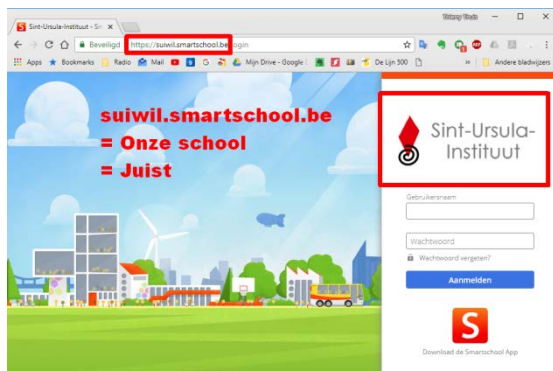 Sint-Ursula-Instituut - Sm
Beveiligd https://suiwil.smartschool.be/login
Apps Bookmarks Radio Mail G Mijn Drive - Google De Lijn 500 » Andere bladwijzers
suiwil.smartschool.be
= Onze school
= Juist
Sint-Ursula-
Instituut
Gebruikersnaam
Wachtwoord
Wachtwoord vergeten?
Aanmelden
S
Download de Smartschool App